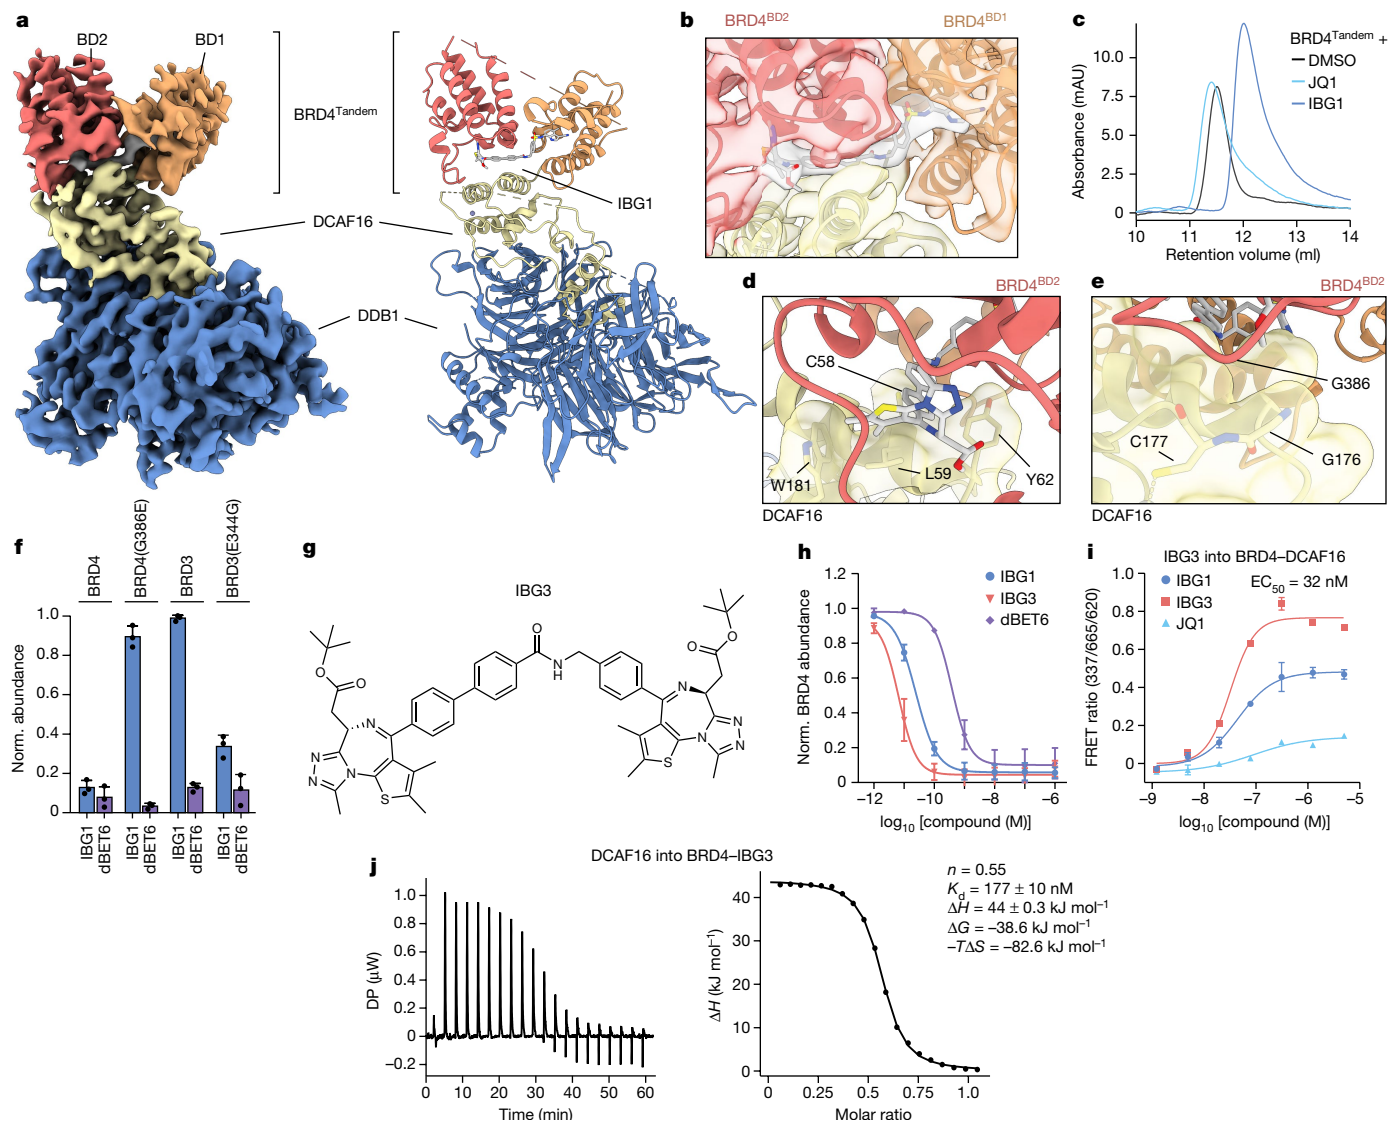 a
BD2
BD1
BRD4Tandem
IBG1
DCAF16
DDB1
b
BRD4BD2
BRD4BD1
c
BRD4Tandem +
DMSO
JQ1
IBG1
Absorbance (mAU)
10.0
7.5
5.0
2.5
0
10 11 12 13 14
Retention volume (ml)
d
BRD4BD2
C58
W181
L59
Y62
DCAF16
e
BRD4BD2
G386
C177
G176
DCAF16
f
BRD4
BRD4(G386E)
BRD3
BRD3(E344G)
Norm. abundance
1.0
0.8
0.6
0.4
0.2
0
IBG1
dBET6
IBG1
dBET6
IBG1
dBET6
IBG1
dBET6
g
IBG3
O
O
N
H
O
O
N
N
N
N
S
O
O
N
N
N
N
S
h
IBG1
IBG3
dBET6
Norm. BRD4 abundance
1.2
1.0
0.8
0.6
0.4
0.2
0
–12 –10 –8 –6
log10 [compound (M)]
i
IBG3 into BRD4–DCAF16
IBG1
IBG3
JQ1
EC50 = 32 nM
FRET ratio (337/665/620)
1.0
0.8
0.6
0.4
0.2
0
–9 –8 –7 –6 –5
log10 [compound (M)]
j
DCAF16 into BRD4–IBG3
DP (µW)
1.0
0.8
0.6
0.4
0.2
0
–0.2
0 10 20 30 40 50 60
Time (min)
ΔH (kJ mol–1)
40
30
20
10
0
0 0.25 0.5 0.75 1.0
Molar ratio
n = 0.55
Kd = 177 ± 10 nM
ΔH = 44 ± 0.3 kJ mol–1
ΔG = –38.6 kJ mol–1
–TΔS = –82.6 kJ mol–1